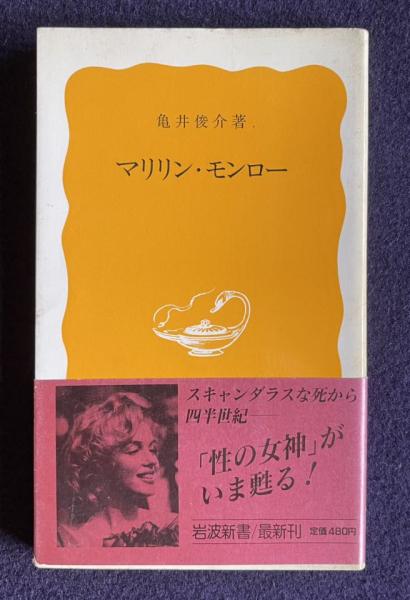 亀井俊介著
マリリン・モンロー
スキャンダラスな死から
四半世紀──
「性の女神」が
いま甦る!
岩波新書/最新刊 定価480円